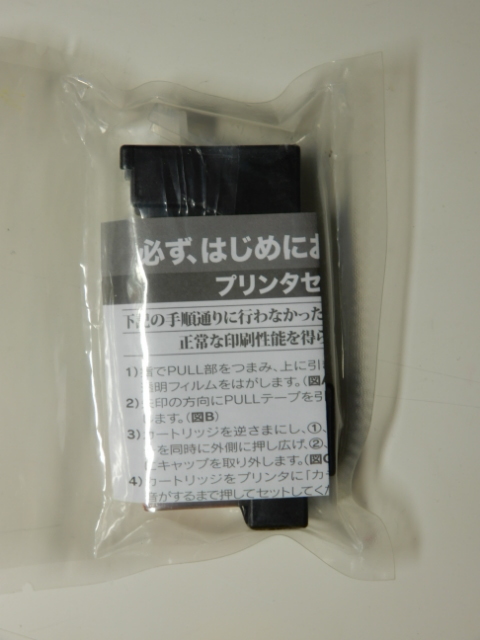 必ず、はじめにお
プリンタセ
下記の手順通りに行わなかった
正常な印刷性能を得ら
1)指でPULL部をつまみ、上に引
明フィルムをはがします。(図A
2)矢印の方向にPULLテープを引
します。(図B)
3)カートリッジを逆さまにし、①、
を同時に外側に押し広げ、②、
にキャップを取り外します。(図C
4)カートリッジをプリンタに「カ
音がするまで押してセットしてく